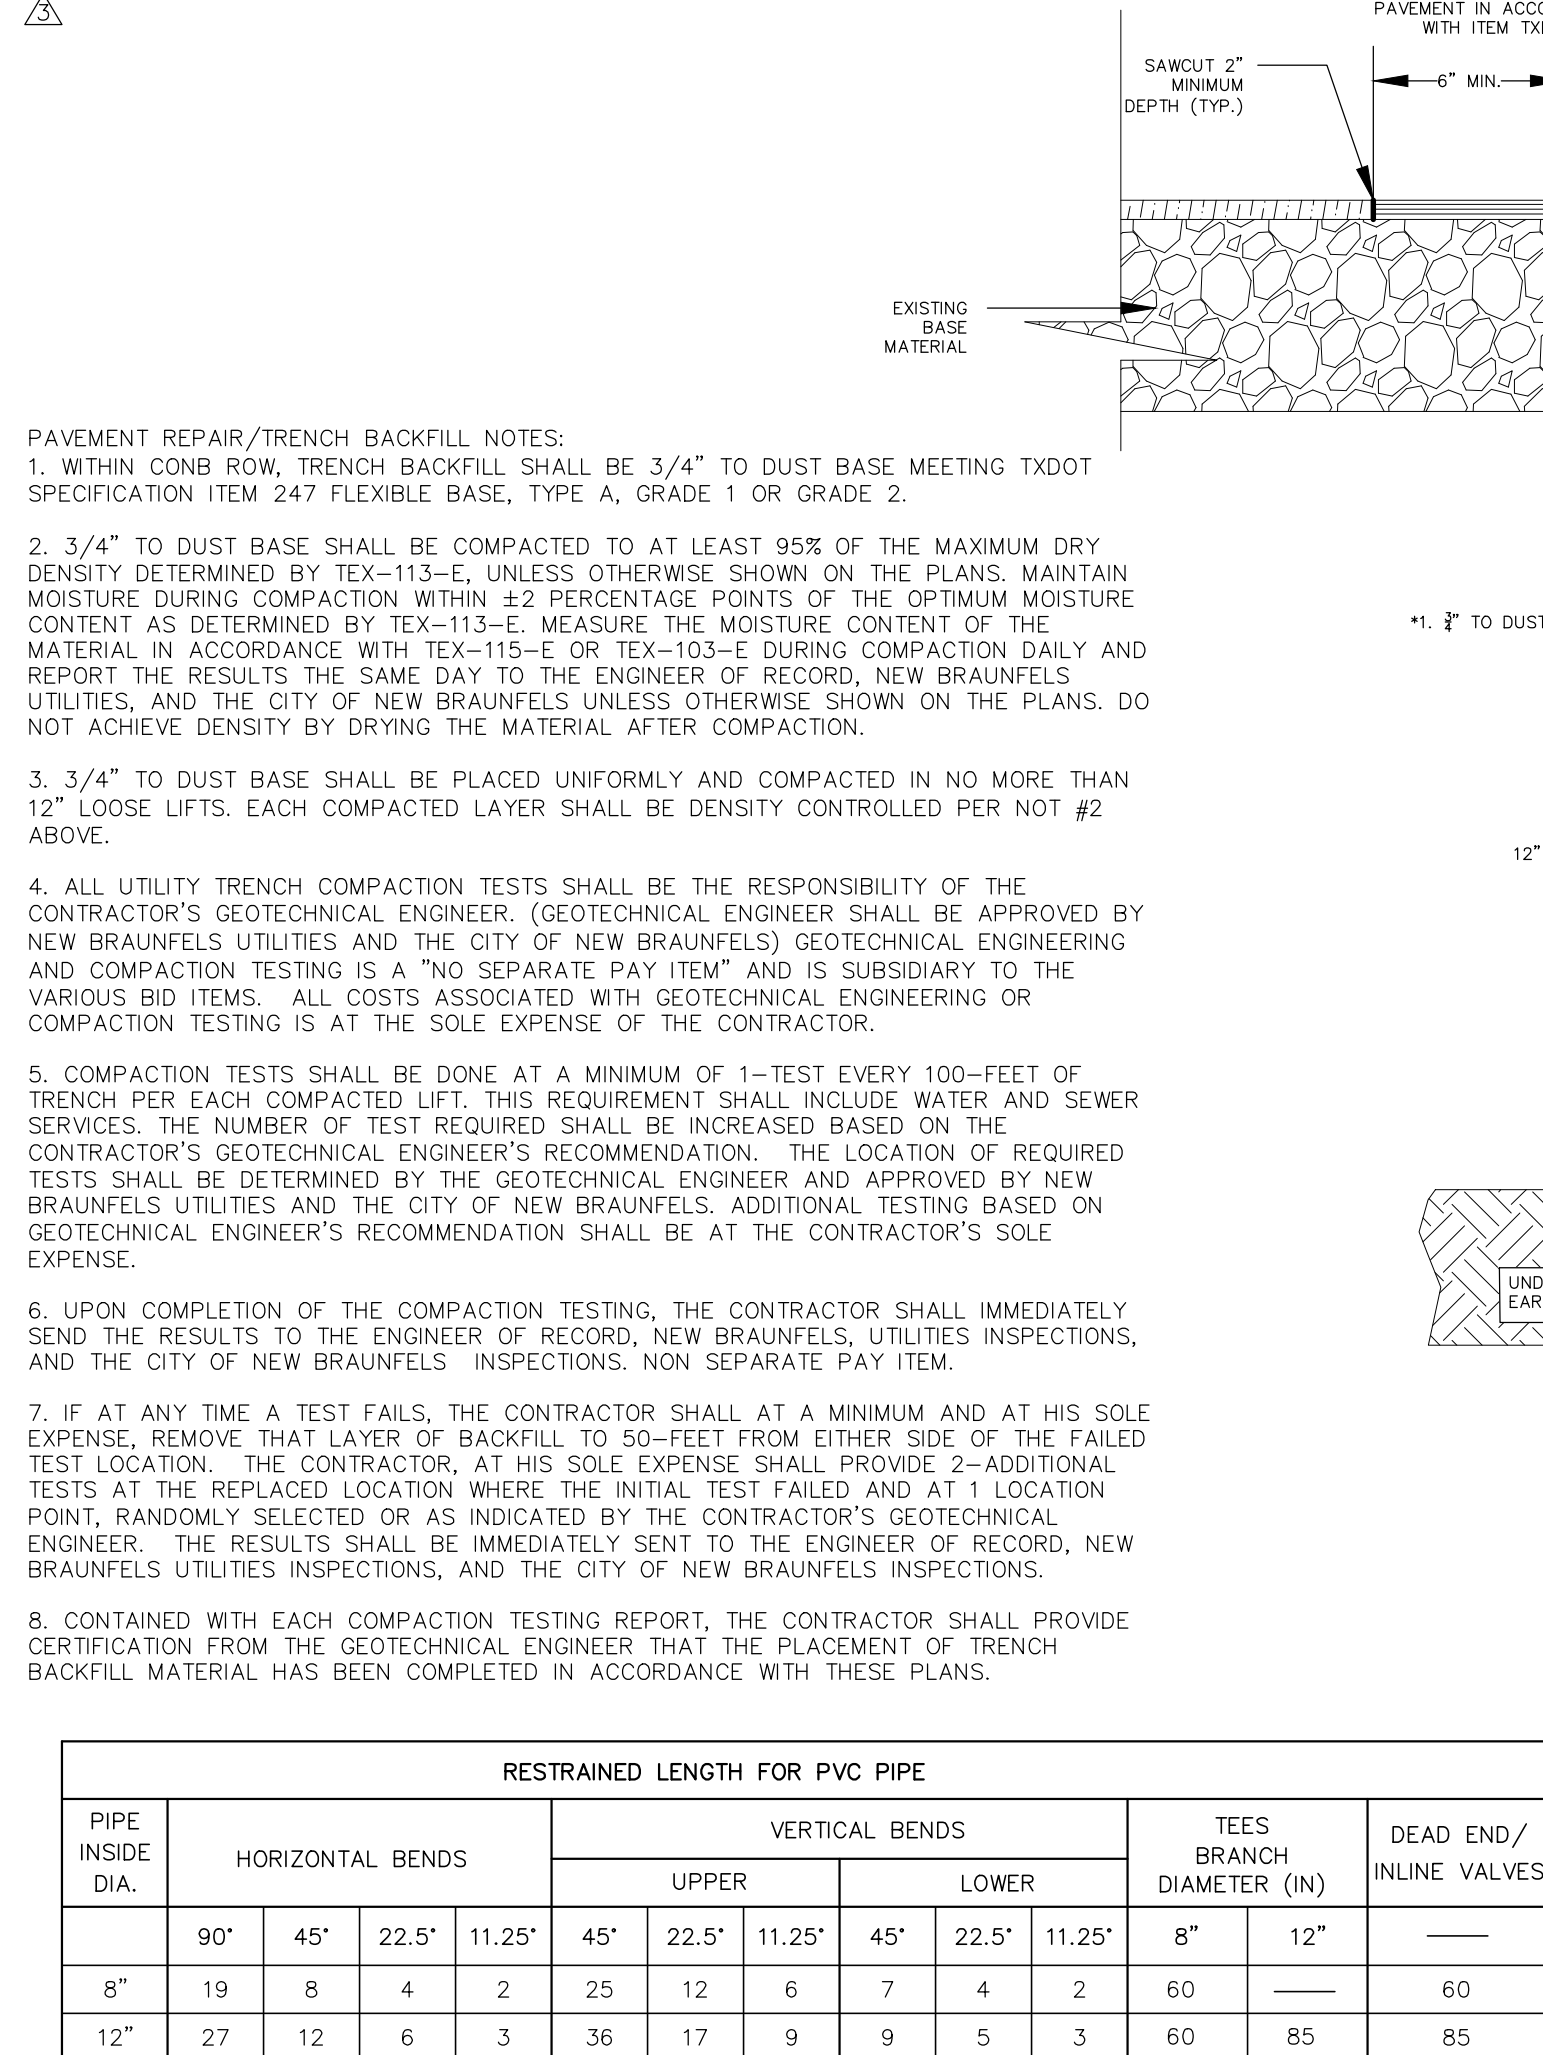 3
PAVEMENT IN
WITH ITEM
SAWCUT 2”
MINIMUM
DEPTH (TYP.)
6” MIN.
EXISTING
BASE
MATERIAL
PAVEMENT REPAIR/TRENCH BACKFILL NOTES:
1. WITHIN CONB ROW, TRENCH BACKFILL SHALL BE 3/4” TO DUST BASE MEETING TXDOT
SPECIFICATION ITEM 247 FLEXIBLE BASE, TYPE A, GRADE 1 OR GRADE 2.
2. 3/4” TO DUST BASE SHALL BE COMPACTED TO AT LEAST 95% OF THE MAXIMUM DRY
DENSITY DETERMINED BY TEX–113–E, UNLESS OTHERWISE SHOWN ON THE PLANS. MAINTAIN
MOISTURE DURING COMPACTION WITHIN ±2 PERCENTAGE POINTS OF THE OPTIMUM MOISTURE
CONTENT AS DETERMINED BY TEX–113–E. MEASURE THE MOISTURE CONTENT OF THE
MATERIAL IN ACCORDANCE WITH TEX–115–E OR TEX–103–E DURING COMPACTION DAILY AND
REPORT THE RESULTS THE SAME DAY TO THE ENGINEER OF RECORD, NEW BRAUNFELS
UTILITIES, AND THE CITY OF NEW BRAUNFELS UNLESS OTHERWISE SHOWN ON THE PLANS. DO
NOT ACHIEVE DENSITY BY DRYING THE MATERIAL AFTER COMPACTION.
*1. 3/4” TO DUST
3. 3/4” TO DUST BASE SHALL BE PLACED UNIFORMLY AND COMPACTED IN NO MORE THAN
12” LOOSE LIFTS. EACH COMPACTED LAYER SHALL BE DENSITY CONTROLLED PER NOT #2
ABOVE.
12”
4. ALL UTILITY TRENCH COMPACTION TESTS SHALL BE THE RESPONSIBILITY OF THE
CONTRACTOR’S GEOTECHNICAL ENGINEER. (GEOTECHNICAL ENGINEER SHALL BE APPROVED BY
NEW BRAUNFELS UTILITIES AND THE CITY OF NEW BRAUNFELS) GEOTECHNICAL ENGINEERING
AND COMPACTION TESTING IS A ”NO SEPARATE PAY ITEM” AND IS SUBSIDIARY TO THE
VARIOUS BID ITEMS. ALL COSTS ASSOCIATED WITH GEOTECHNICAL ENGINEERING OR
COMPACTION TESTING IS AT THE SOLE EXPENSE OF THE CONTRACTOR.
5. COMPACTION TESTS SHALL BE DONE AT A MINIMUM OF 1–TEST EVERY 100–FEET OF
TRENCH PER EACH COMPACTED LIFT. THIS REQUIREMENT SHALL INCLUDE WATER AND SEWER
SERVICES. THE NUMBER OF TEST REQUIRED SHALL BE INCREASED BASED ON THE
CONTRACTOR’S GEOTECHNICAL ENGINEER’S RECOMMENDATION. THE LOCATION OF REQUIRED
TESTS SHALL BE DETERMINED BY THE GEOTECHNICAL ENGINEER AND APPROVED BY NEW
BRAUNFELS UTILITIES AND THE CITY OF NEW BRAUNFELS. ADDITIONAL TESTING BASED ON
GEOTECHNICAL ENGINEER’S RECOMMENDATION SHALL BE AT THE CONTRACTOR’S SOLE
EXPENSE.
6. UPON COMPLETION OF THE COMPACTION TESTING, THE CONTRACTOR SHALL IMMEDIATELY
SEND THE RESULTS TO THE ENGINEER OF RECORD, NEW BRAUNFELS, UTILITIES INSPECTIONS,
AND THE CITY OF NEW BRAUNFELS INSPECTIONS. NON SEPARATE PAY ITEM.
7. IF AT ANY TIME A TEST FAILS, THE CONTRACTOR SHALL AT A MINIMUM AND AT HIS SOLE
EXPENSE, REMOVE THAT LAYER OF BACKFILL TO 50–FEET FROM EITHER SIDE OF THE FAILED
TEST LOCATION. THE CONTRACTOR, AT HIS SOLE EXPENSE SHALL PROVIDE 2–ADDITIONAL
TESTS AT THE REPLACED LOCATION WHERE THE INITIAL TEST FAILED AND AT 1 LOCATION
POINT, RANDOMLY SELECTED OR AS INDICATED BY THE CONTRACTOR’S GEOTECHNICAL
ENGINEER. THE RESULTS SHALL BE IMMEDIATELY SENT TO THE ENGINEER OF RECORD, NEW
BRAUNFELS UTILITIES INSPECTIONS, AND THE CITY OF NEW BRAUNFELS INSPECTIONS.
8. CONTAINED WITH EACH COMPACTION TESTING REPORT, THE CONTRACTOR SHALL PROVIDE
CERTIFICATION FROM THE GEOTECHNICAL ENGINEER THAT THE PLACEMENT OF TRENCH
BACKFILL MATERIAL HAS BEEN COMPLETED IN ACCORDANCE WITH THESE PLANS.
RESTRAINED LENGTH FOR PVC PIPE
PIPE INSIDE DIA. HORIZONTAL BENDS VERTICAL BENDS TEES BRANCH DIAMETER (IN) DEAD END/ INLINE VALVES
UPPER LOWER
90° 45° 22.5° 11.25° 45° 22.5° 11.25° 45° 22.5° 11.25° 8” 12” —
8” 19 8 4 2 25 12 6 7 4 2 60 — 60
12” 27 12 6 3 36 17 9 9 5 3 60 85 85